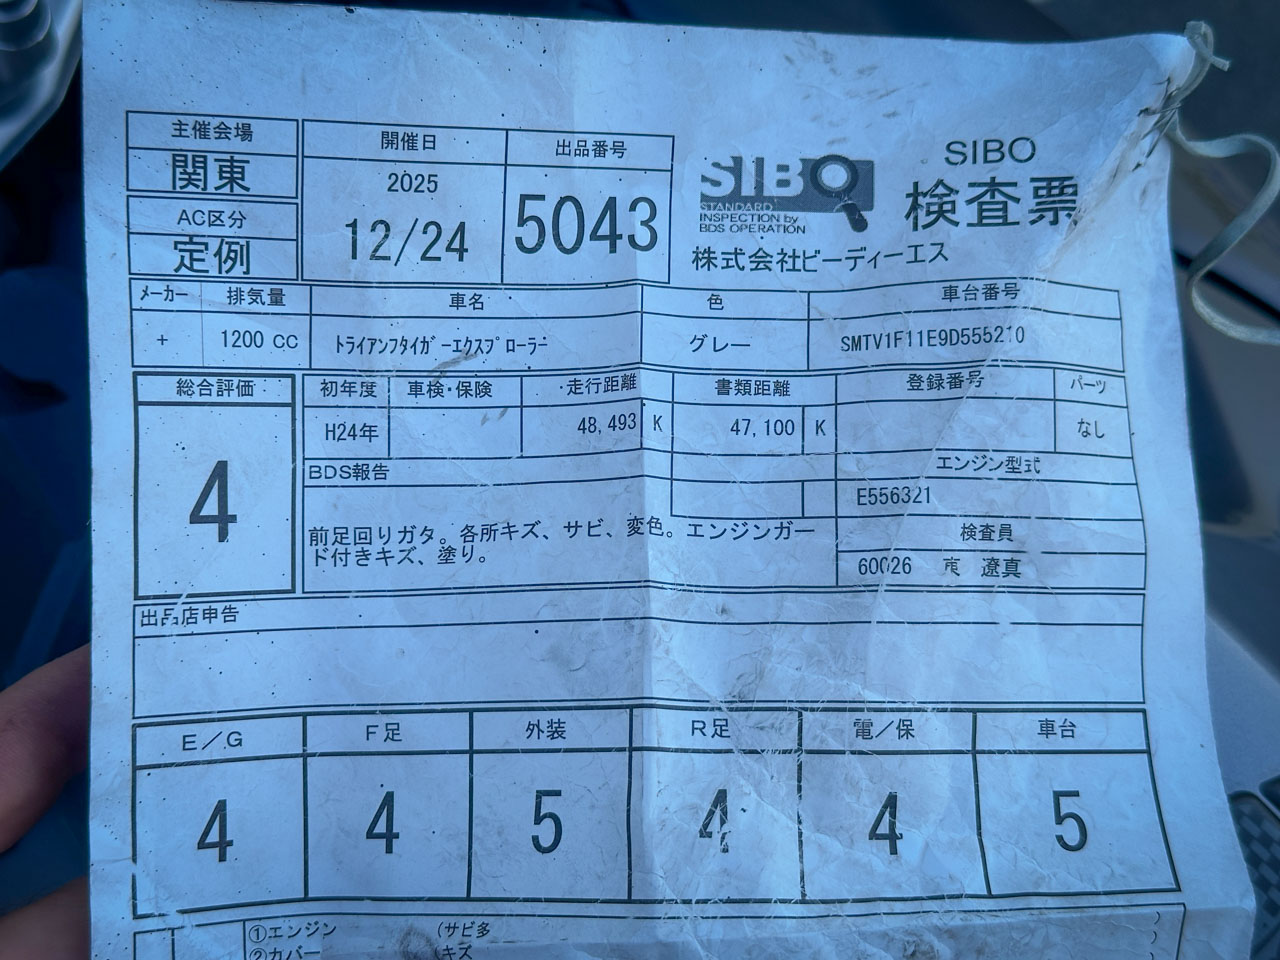 主催会場
関東
AC区分
定例
開催日
2025
12/24
出品番号
5043
SIBO
STANDARD
INSPECTION by
BDS OPERATION
SIBO
検査票
株式会社ビーディーエス
メーカー 排気量 車名 色 車台番号
+ 1200 CC ﾄﾗｲｱﾝﾌﾀｲｶﾞｰｴｸｽﾌﾟﾛｰﾗｰ グレー SMTV1F11E9D555210
総合評価
4
初年度 車検・保険 走行距離 書類距離 登録番号 パーツ
H24年 48,493 K 47,100 K なし
BDS報告
前足回りガタ。各所キズ、サビ、変色。エンジンガー
ド付きキズ、塗り。
エンジン型式
E556321
検査員
60026 遼真
出品店申告
E／G F足 外装 R足 電／保 車台
4 4 5 4 4 5
①エンジン (サビ多 )
②カバー (キズ )